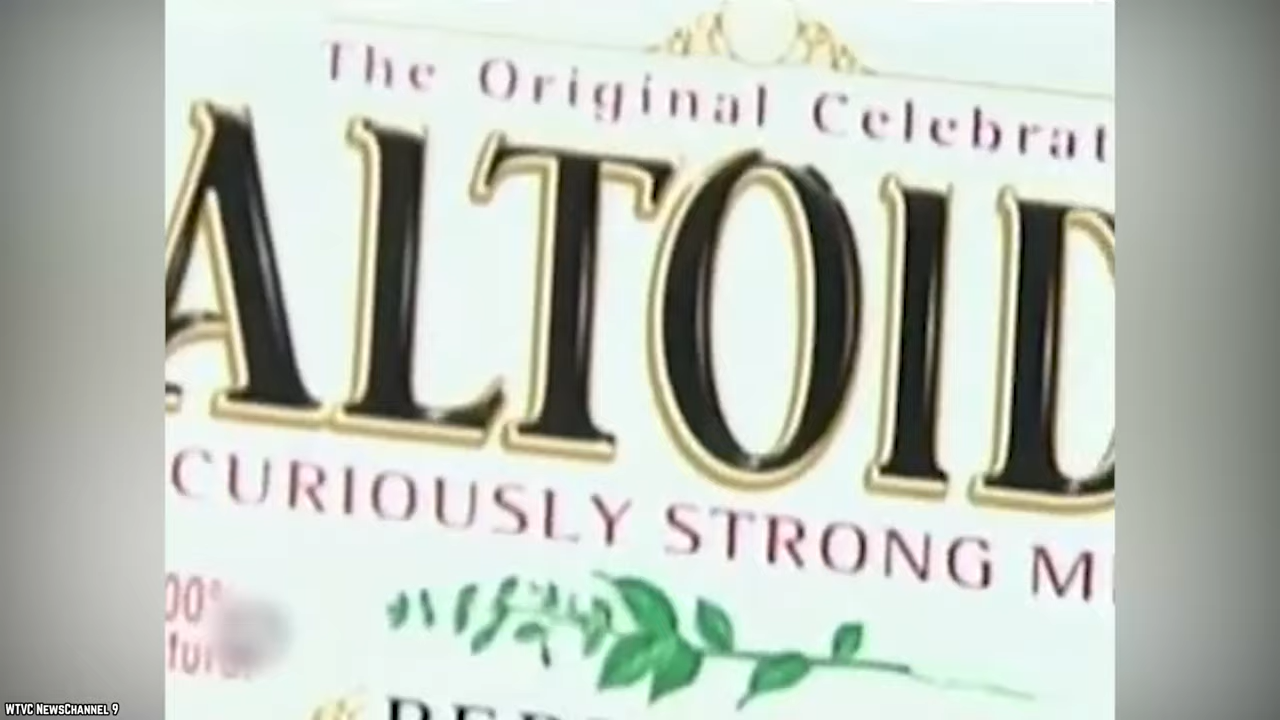 The Original Celebrat
ALTOID
CURIOUSLY STRONG M
WTVC NEWSCHANNEL 9